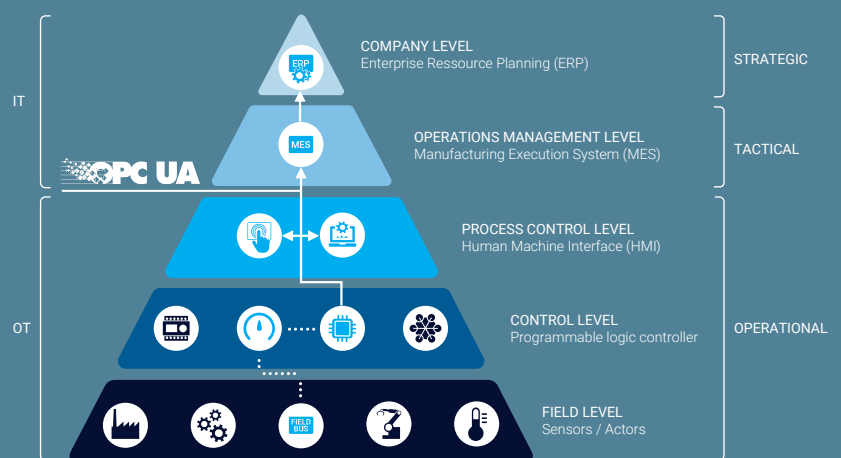 COMPANY LEVEL
Enterprise Ressource Planning (ERP)
STRATEGIC
ERP
IT
OPERATIONS MANAGEMENT LEVEL
Manufacturing Execution System (MES)
TACTICAL
MES
OPC UA
PROCESS CONTROL LEVEL
Human Machine Interface (HMI)
OT
CONTROL LEVEL
Programmable logic controller
OPERATIONAL
FIELD LEVEL
Sensors / Actors
FIELD
BUS